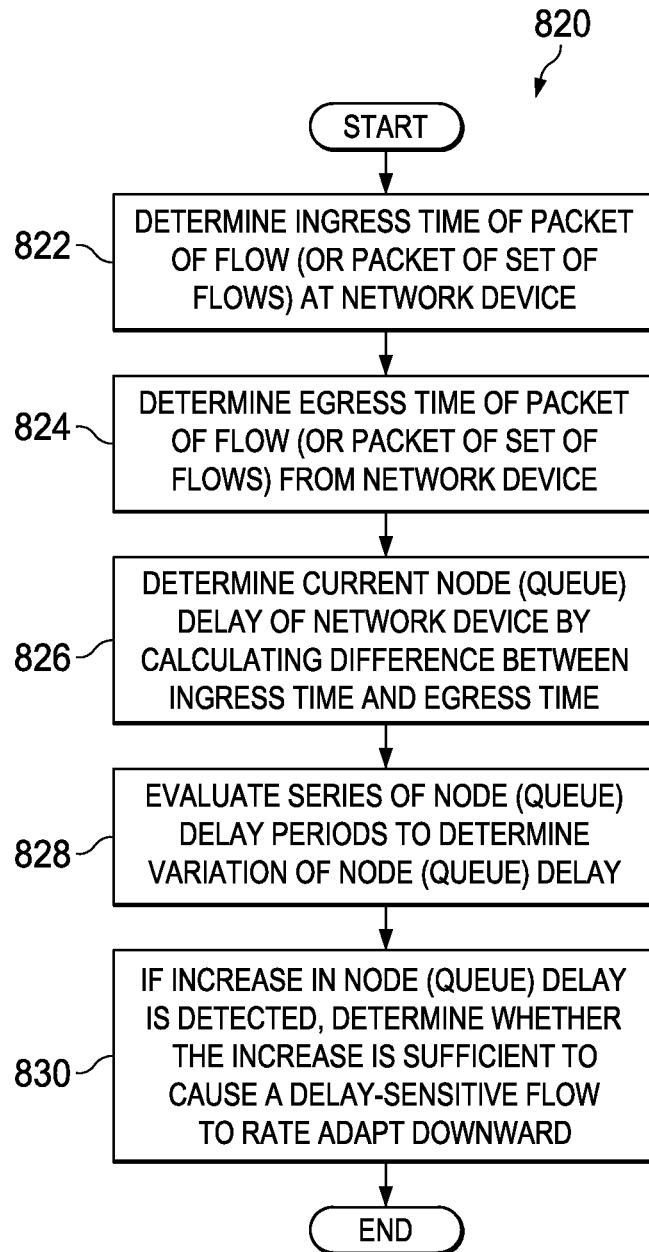 820
START
822
DETERMINE INGRESS TIME OF PACKET
OF FLOW (OR PACKET OF SET OF
FLOWS) AT NETWORK DEVICE
824
DETERMINE EGRESS TIME OF PACKET
OF FLOW (OR PACKET OF SET OF
FLOWS) FROM NETWORK DEVICE
826
DETERMINE CURRENT NODE (QUEUE)
DELAY OF NETWORK DEVICE BY
CALCULATING DIFFERENCE BETWEEN
INGRESS TIME AND EGRESS TIME
828
EVALUATE SERIES OF NODE (QUEUE)
DELAY PERIODS TO DETERMINE
VARIATION OF NODE (QUEUE) DELAY
830
IF INCREASE IN NODE (QUEUE) DELAY
IS DETECTED, DETERMINE WHETHER
THE INCREASE IS SUFFICIENT TO
CAUSE A DELAY-SENSITIVE FLOW
TO RATE ADAPT DOWNWARD
END